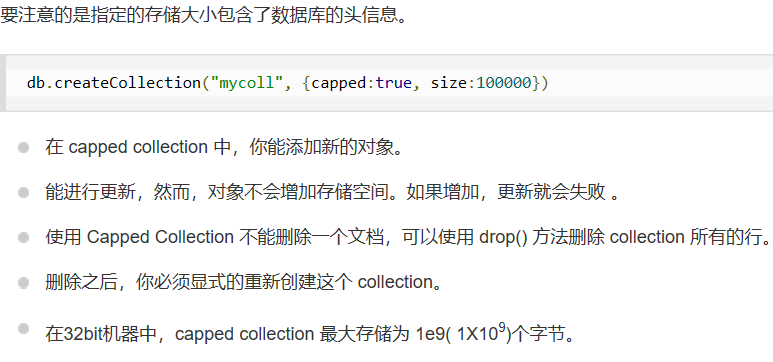 要注意的是指定的存储大小包含了数据库的头信息。
db.createCollection("mycoll", {capped:true, size:100000})
在 capped collection 中，你能添加新的对象。
能进行更新，然而，对象不会增加存储空间。如果增加，更新就会失败 。
使用 Capped Collection 不能删除一个文档，可以使用 drop() 方法删除 collection 所有的行。
删除之后，你必须显式的重新创建这个 collection。
在32bit机器中，capped collection 最大存储为 1e9( 1X10⁹)个字节。